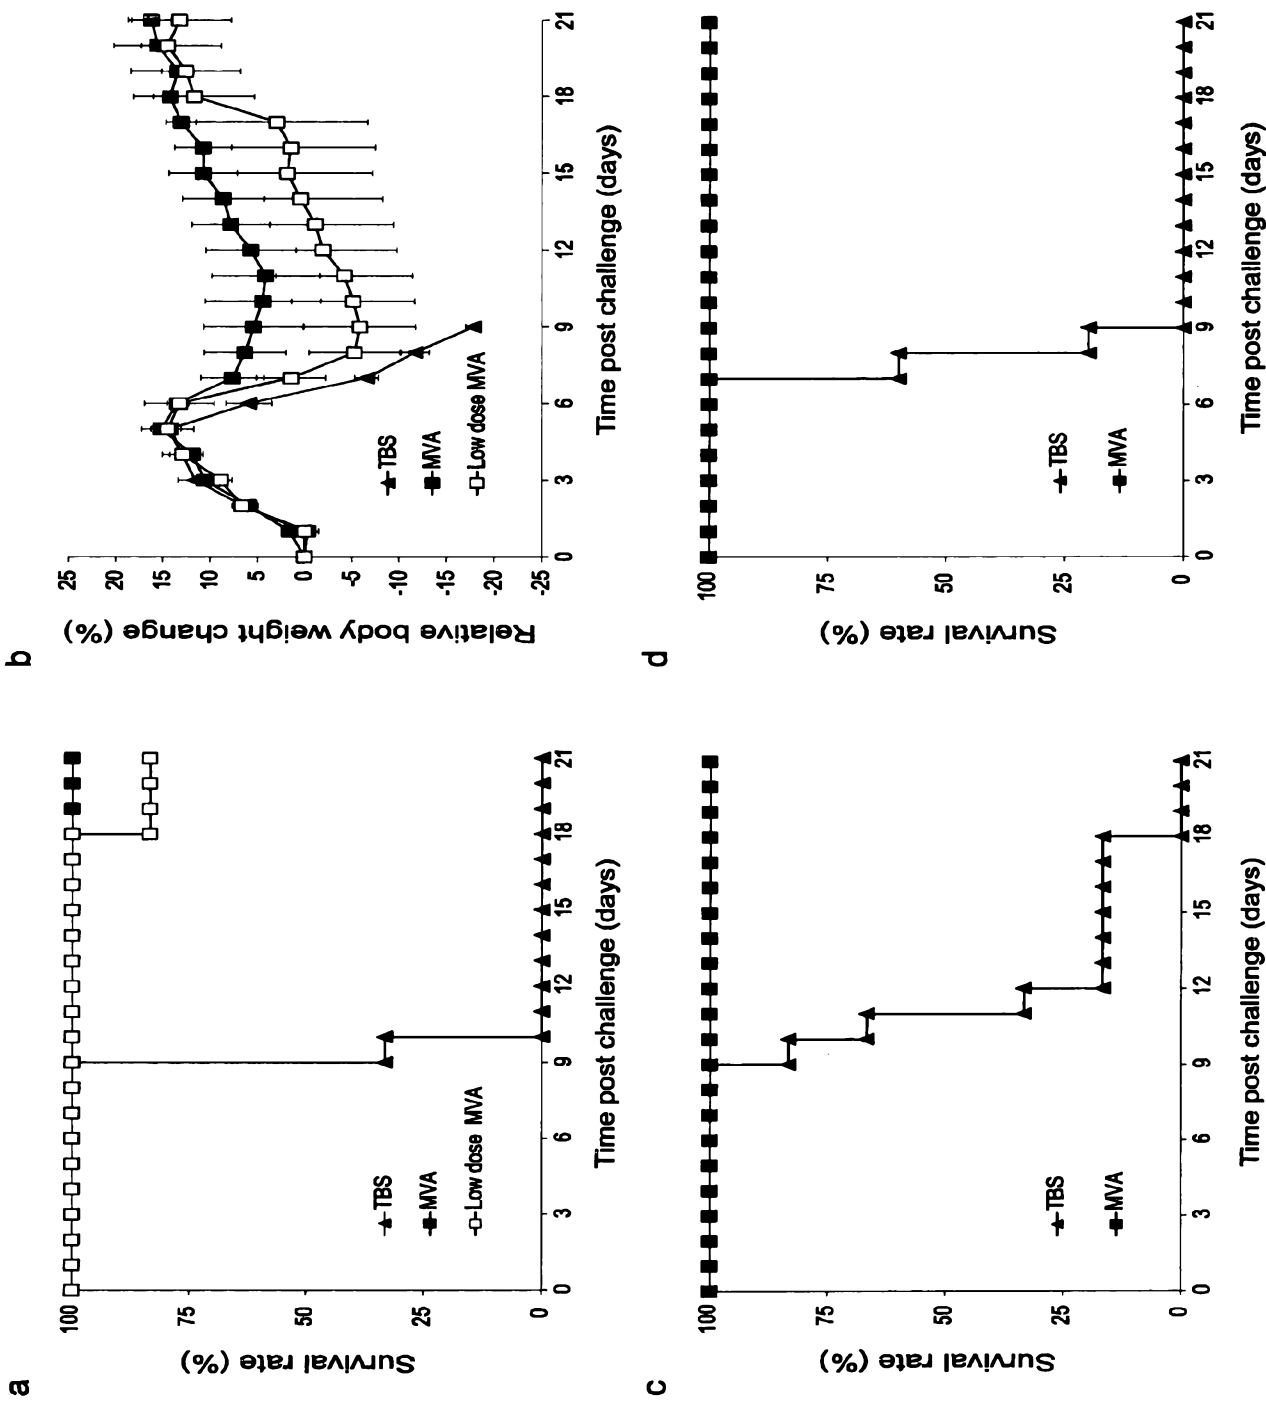 a
Survival rate (%)
100
75
50
25
0
0 3 6 9 12 15 18 21
Time post challenge (days)
TBS
MVA
Low dose MVA
b
Relative body weight change (%)
25
20
15
10
5
0
-5
-10
-15
-20
-25
0 3 6 9 12 15 18 21
Time post challenge (days)
TBS
MVA
Low dose MVA
c
Survival rate (%)
100
75
50
25
0
0 3 6 9 12 15 18 21
Time post challenge (days)
TBS
MVA
d
Survival rate (%)
100
75
50
25
0
0 3 6 9 12 15 18 21
Time post challenge (days)
TBS
MVA